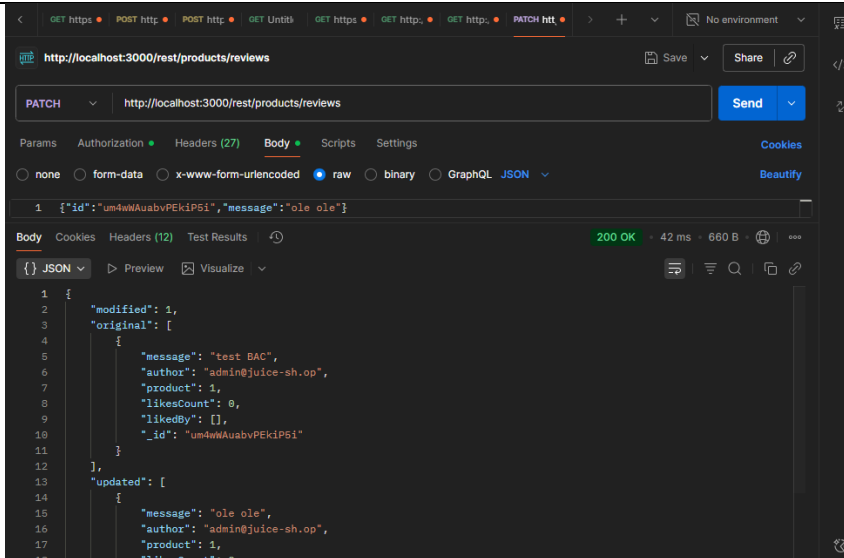 GET https POST http POST http GET Untitl GET https GET http:, GET http:, PATCH htt, No environment
HTTP http://localhost:3000/rest/products/reviews Save Share
PATCH http://localhost:3000/rest/products/reviews Send
Params Authorization Headers (27) Body Scripts Settings Cookies
none form-data x-www-form-urlencoded raw binary GraphQL JSON Beautify
1 {"id":"um4wWAuabvPEkiP5i","message":"ole ole"}
Body Cookies Headers (12) Test Results 200 OK 42 ms 660 B
{} JSON Preview Visualize
1 {
2 "modified": 1,
3 "original": [
4 {
5 "message": "test BAC",
6 "author": "admin@juice-sh.op",
7 "product": 1,
8 "likesCount": 0,
9 "likedBy": [],
10 "_id": "um4wWAuabvPEkiP5i"
11 }
12 ],
13 "updated": [
14 {
15 "message": "ole ole",
16 "author": "admin@juice-sh.op",
17 "product": 1,